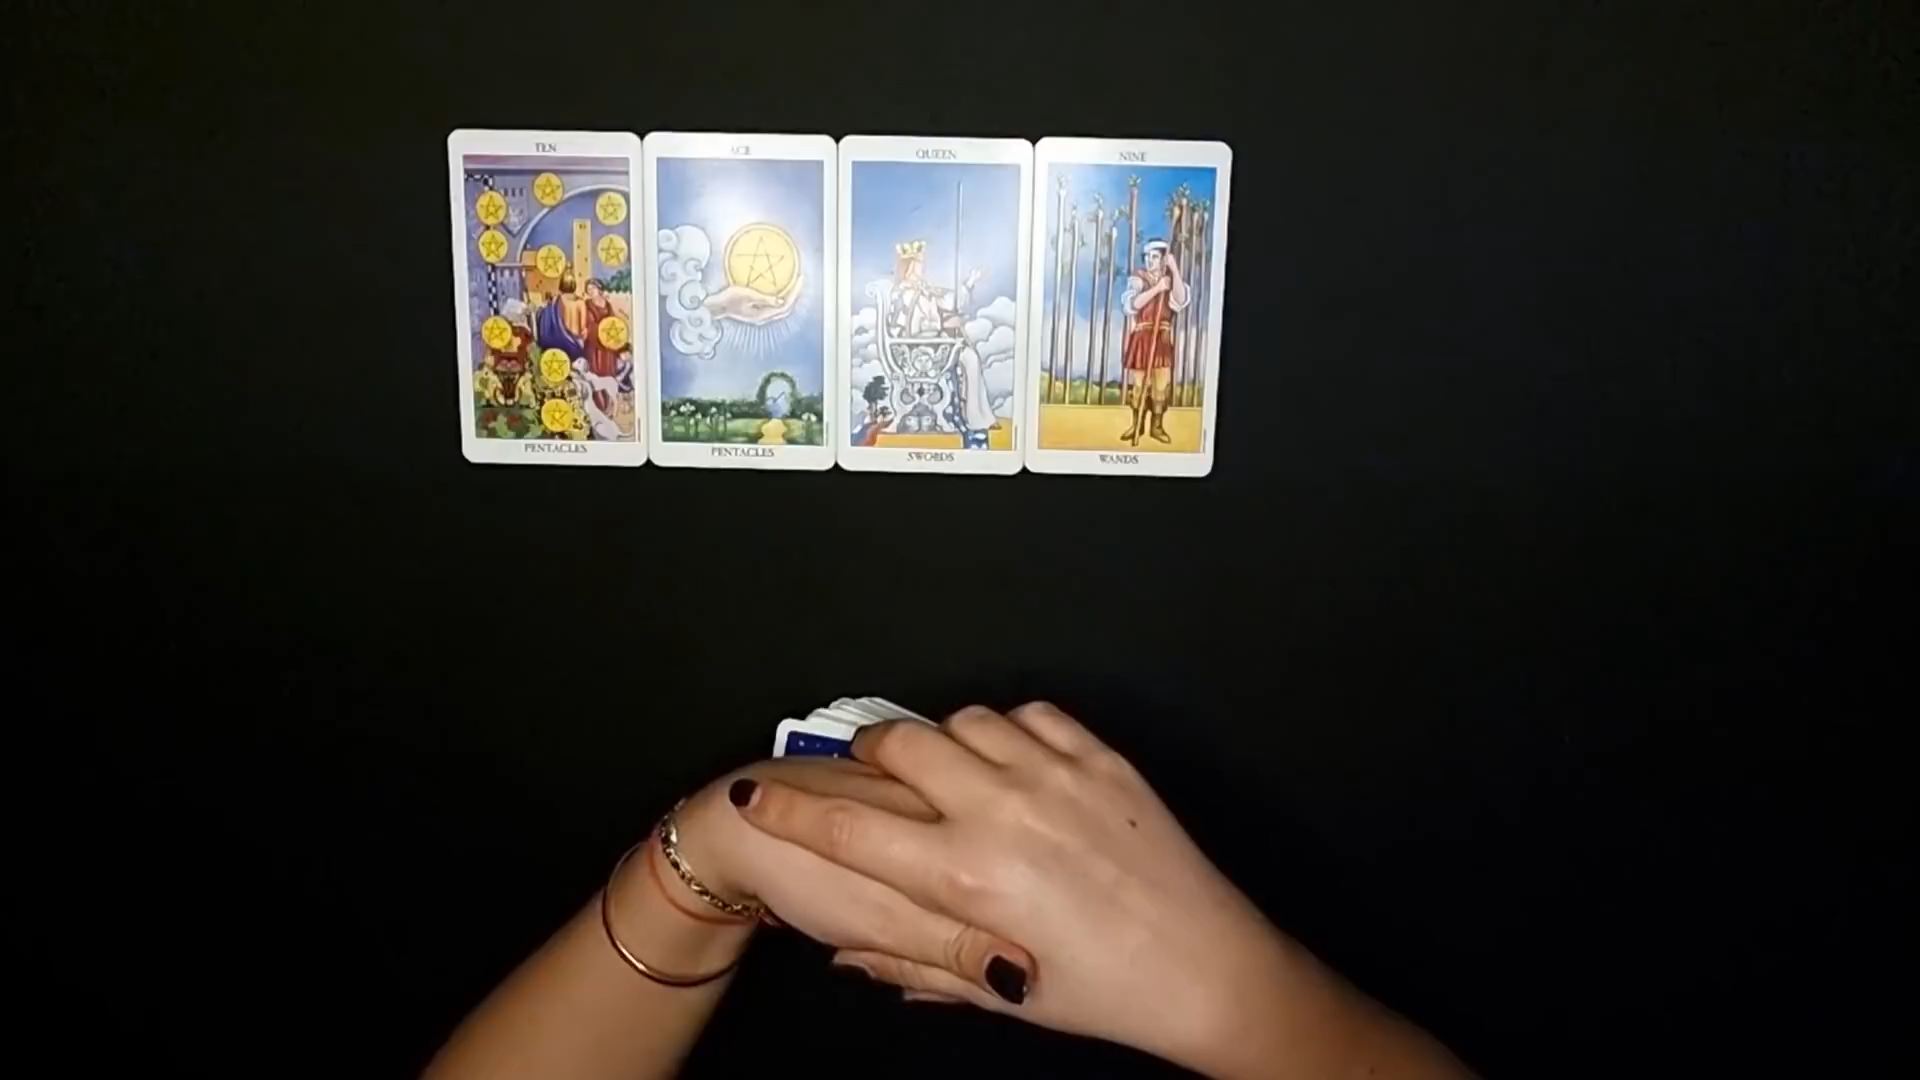 TEN
ACE
QUEEN
NINE
PENTACLES
PENTACLES
SWORDS
WANDS